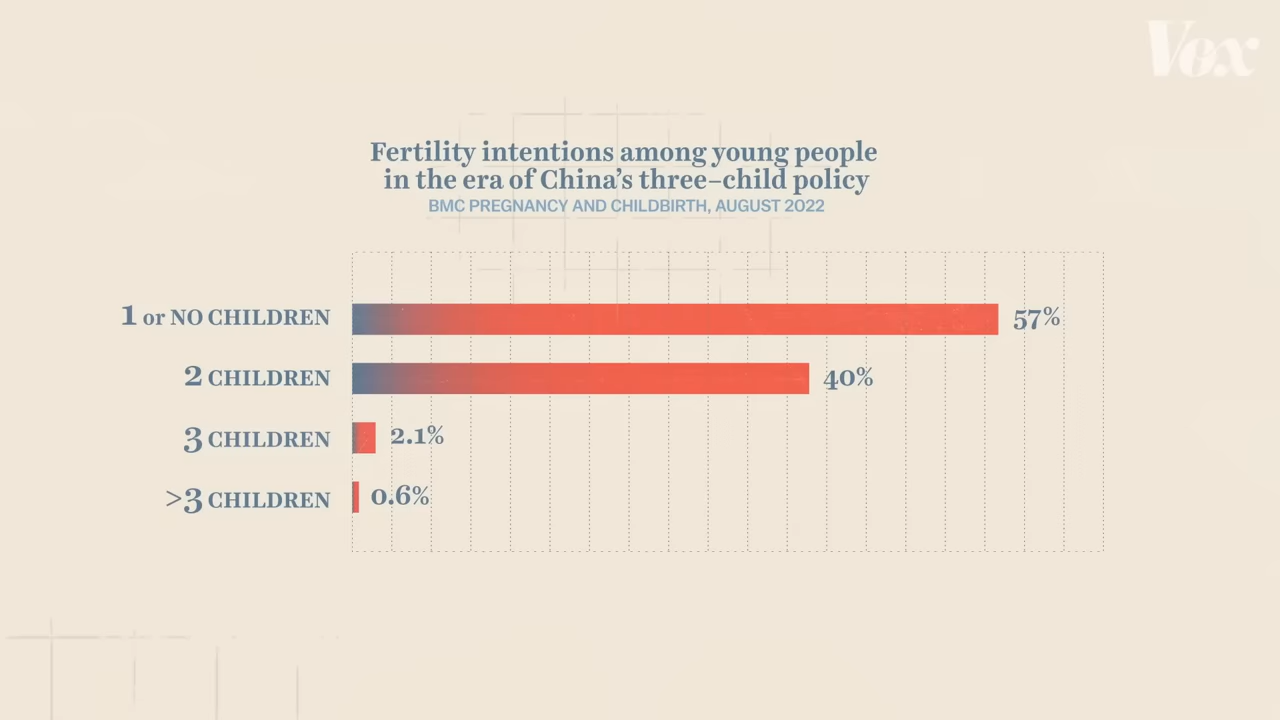 Vox
Fertility intentions among young people
in the era of China’s three–child policy
BMC PREGNANCY AND CHILDBIRTH, AUGUST 2022
1 or NO CHILDREN 57%
2 CHILDREN 40%
3 CHILDREN 2.1%
>3 CHILDREN 0.6%